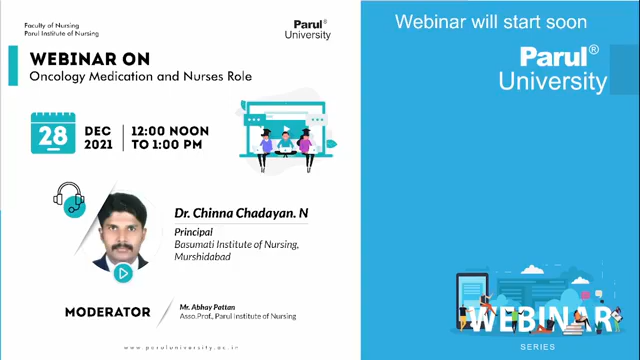 Faculty of Nursing
Parul Institute of Nursing
Parul®
University
WEBINAR ON
Oncology Medication and Nurses Role
28
DEC
2021
12:00 NOON
TO 1:00 PM
Dr. Chinna Chadayan. N
Principal
Basumati Institute of Nursing,
Murshidabad
MODERATOR
Mr. Abhay Pattan
Asso.Prof., Parul Institute of Nursing
www.paruluniversity.ac.in
Webinar will start soon
Parul®
University
WEBINAR
SERIES